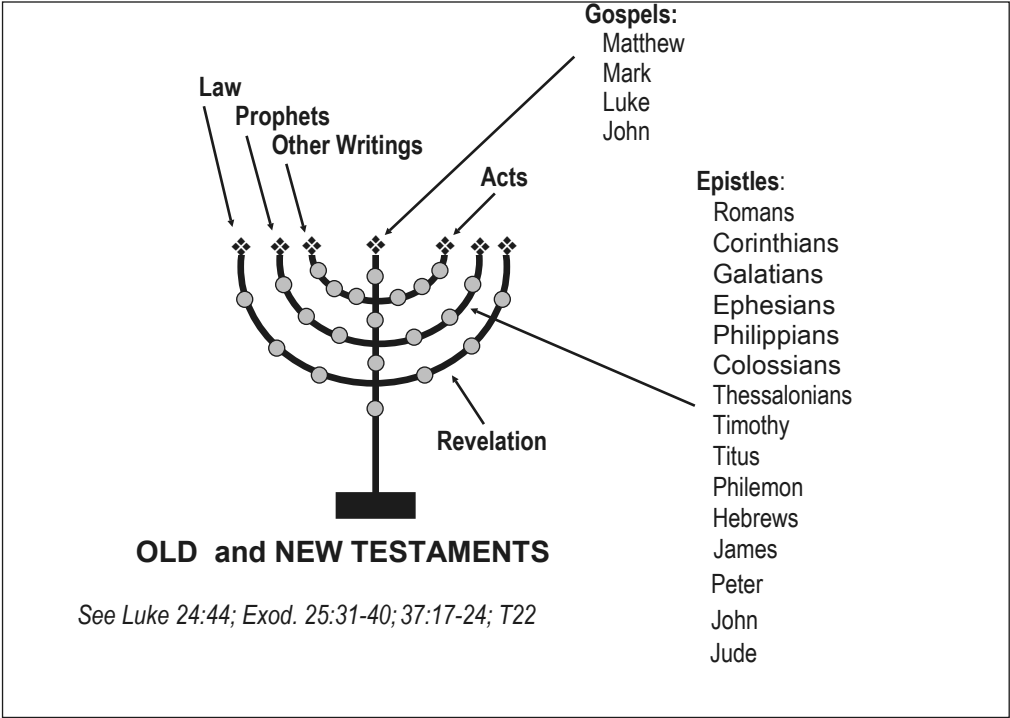 Gospels:
Matthew
Mark
Luke
John
Law
Prophets
Other Writings
Acts
Epistles:
Romans
Corinthians
Galatians
Ephesians
Philippians
Colossians
Thessalonians
Timothy
Titus
Philemon
Hebrews
James
Peter
John
Jude
Revelation
OLD and NEW TESTAMENTS
See Luke 24:44; Exod. 25:31-40; 37:17-24; T22